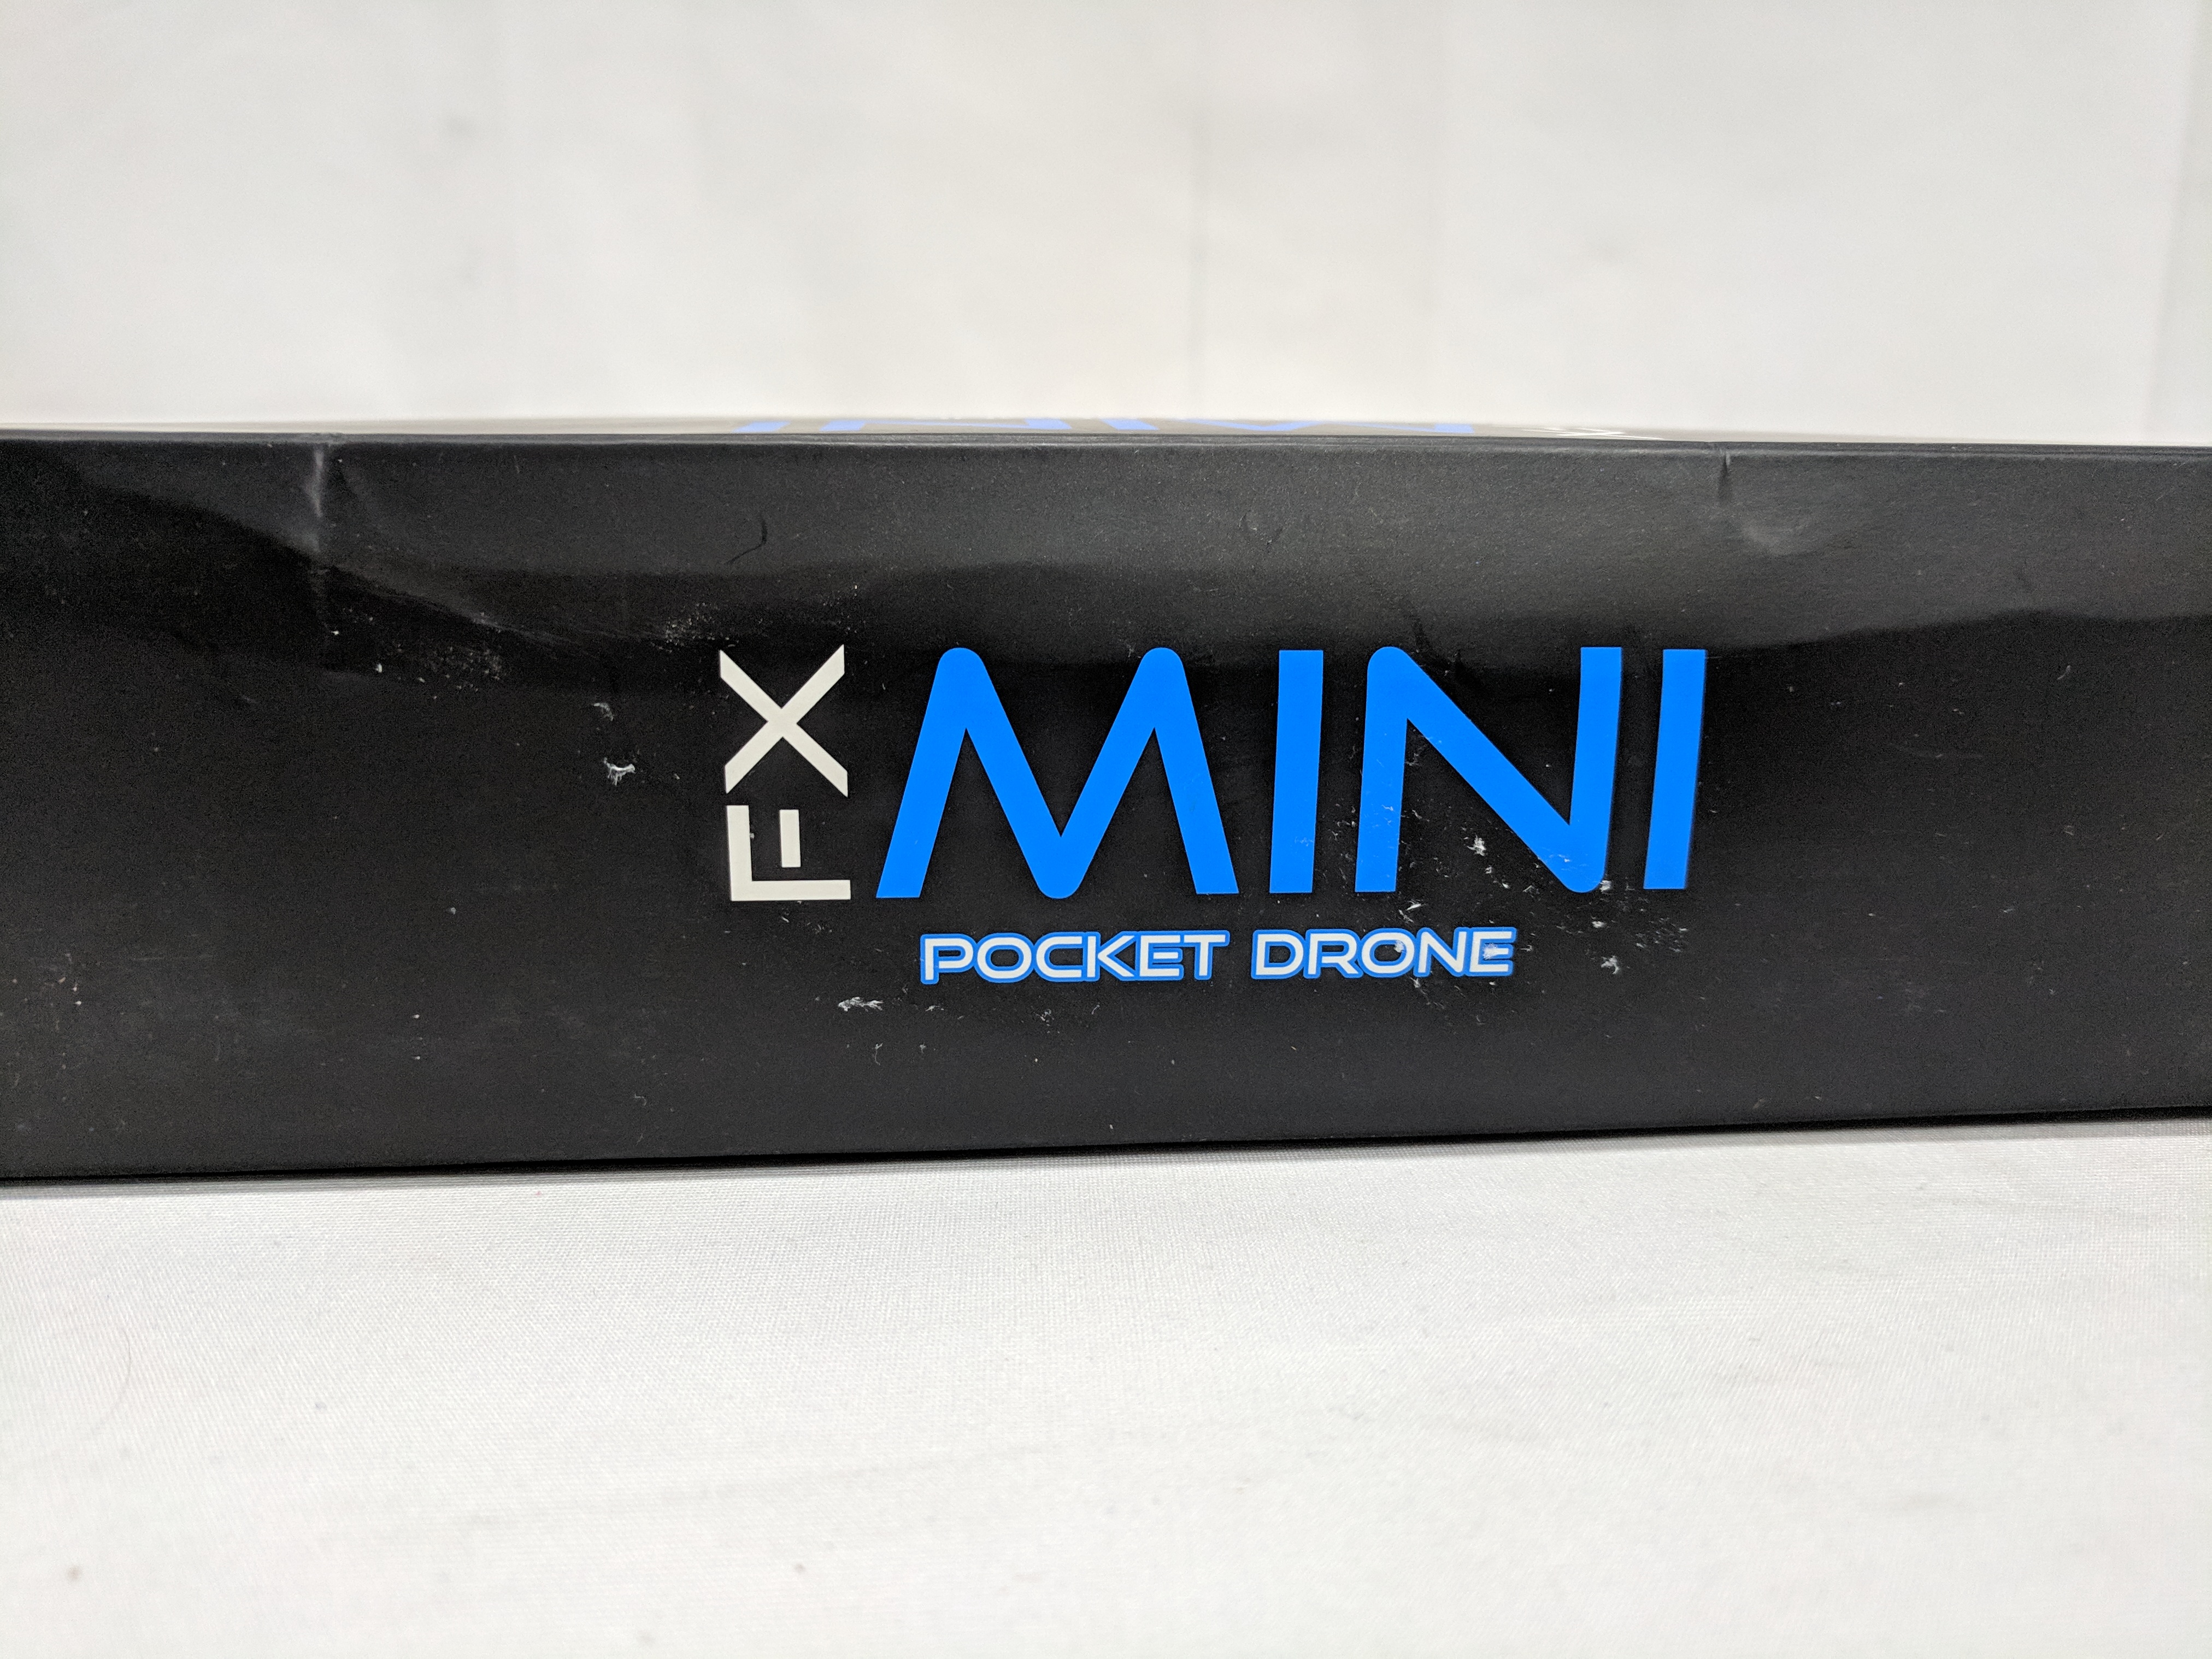 FX MINI
POCKET DRONE